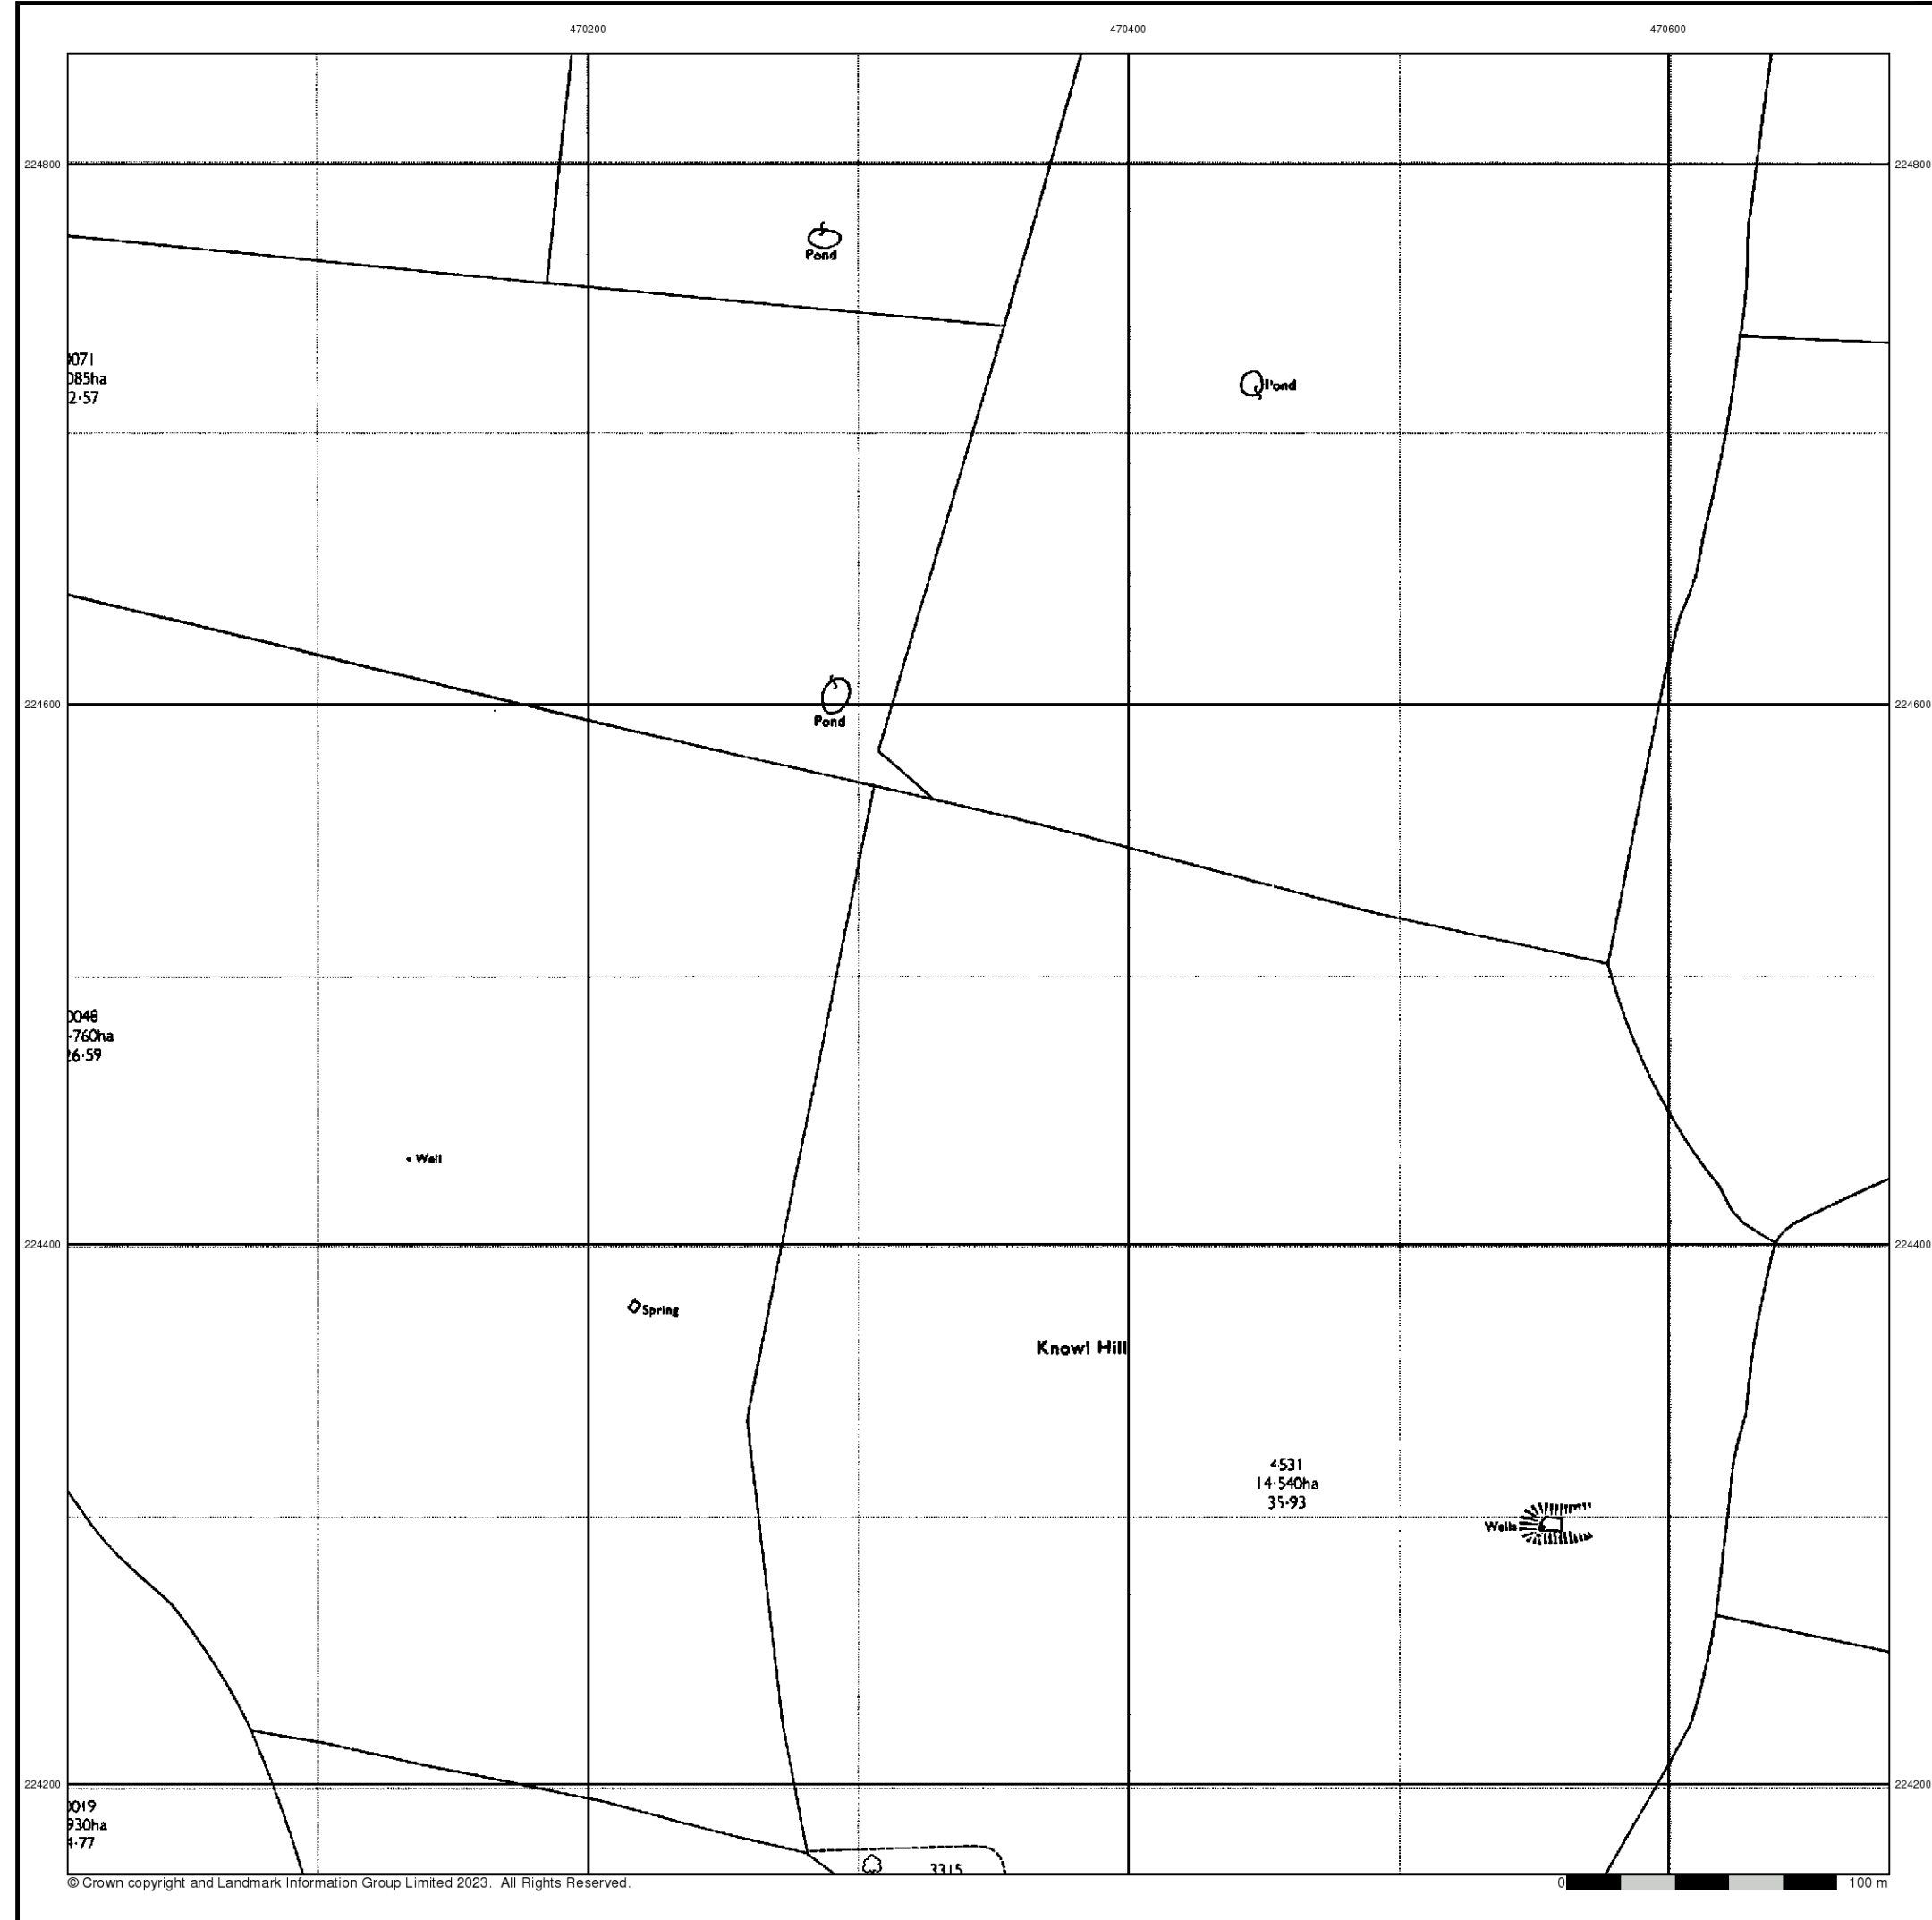 470200 470400 470600
224800 224800
Pond
0071
085ha
2·57
Pond
224600 224600
Pond
0048
·760ha
26·59
Well
224400 224400
Spring
Knowl Hill
4531
14·540ha
35·93
Wells
224200 224200
0019
930ha
4·77
3315
© Crown copyright and Landmark Information Group Limited 2023. All Rights Reserved.
0 100 m